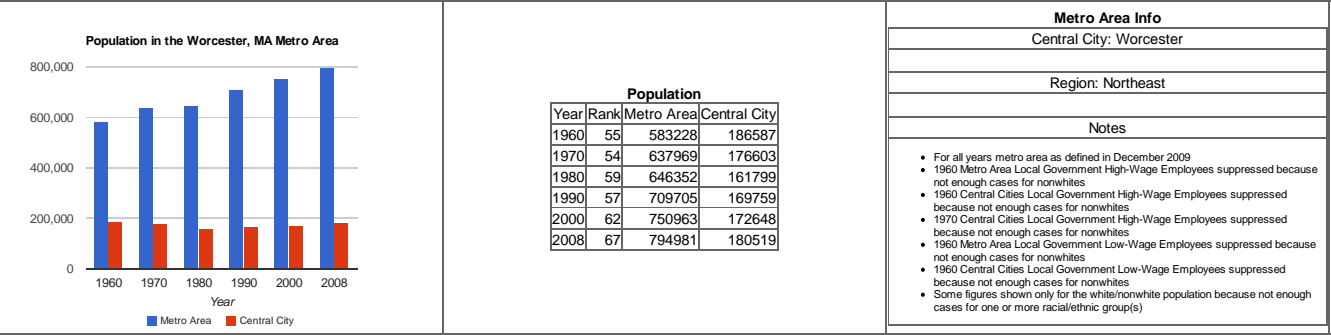 Population in the Worcester, MA Metro Area
800,000
600,000
400,000
200,000
0
1960 1970 1980 1990 2000 2008
Year
Metro Area Central City
Population
Year Rank Metro Area Central City
1960 55 583228 186587
1970 54 637969 176603
1980 59 646352 161799
1990 57 709705 169759
2000 62 750963 172648
2008 67 794981 180519
Metro Area Info
Central City: Worcester
Region: Northeast
Notes
For all years metro area as defined in December 2009
1960 Metro Area Local Government High-Wage Employees suppressed because
not enough cases for nonwhites
1960 Central Cities Local Government High-Wage Employees suppressed
because not enough cases for nonwhites
1970 Central Cities Local Government High-Wage Employees suppressed
because not enough cases for nonwhites
1960 Metro Area Local Government Low-Wage Employees suppressed because
not enough cases for nonwhites
1960 Central Cities Local Government Low-Wage Employees suppressed
because not enough cases for nonwhites
Some figures shown only for the white/nonwhite population because not enough
cases for one or more racial/ethnic group(s)